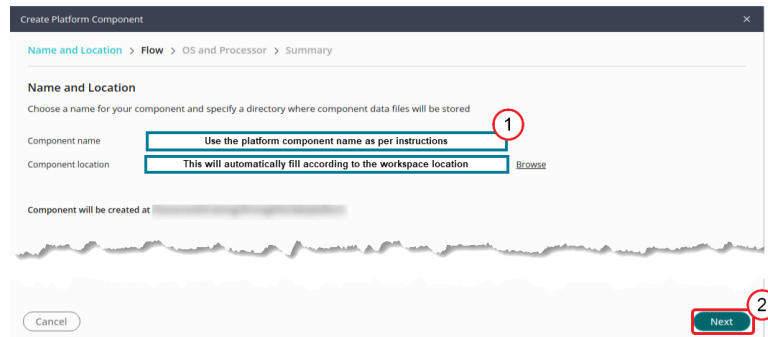 Create Platform Component ×
Name and Location > Flow > OS and Processor > Summary
Name and Location
Choose a name for your component and specify a directory where component data files will be stored
1
Component name Use the platform component name as per instructions
Component location This will automatically fill according to the workspace location Browse
Component will be created at
2
Cancel Next